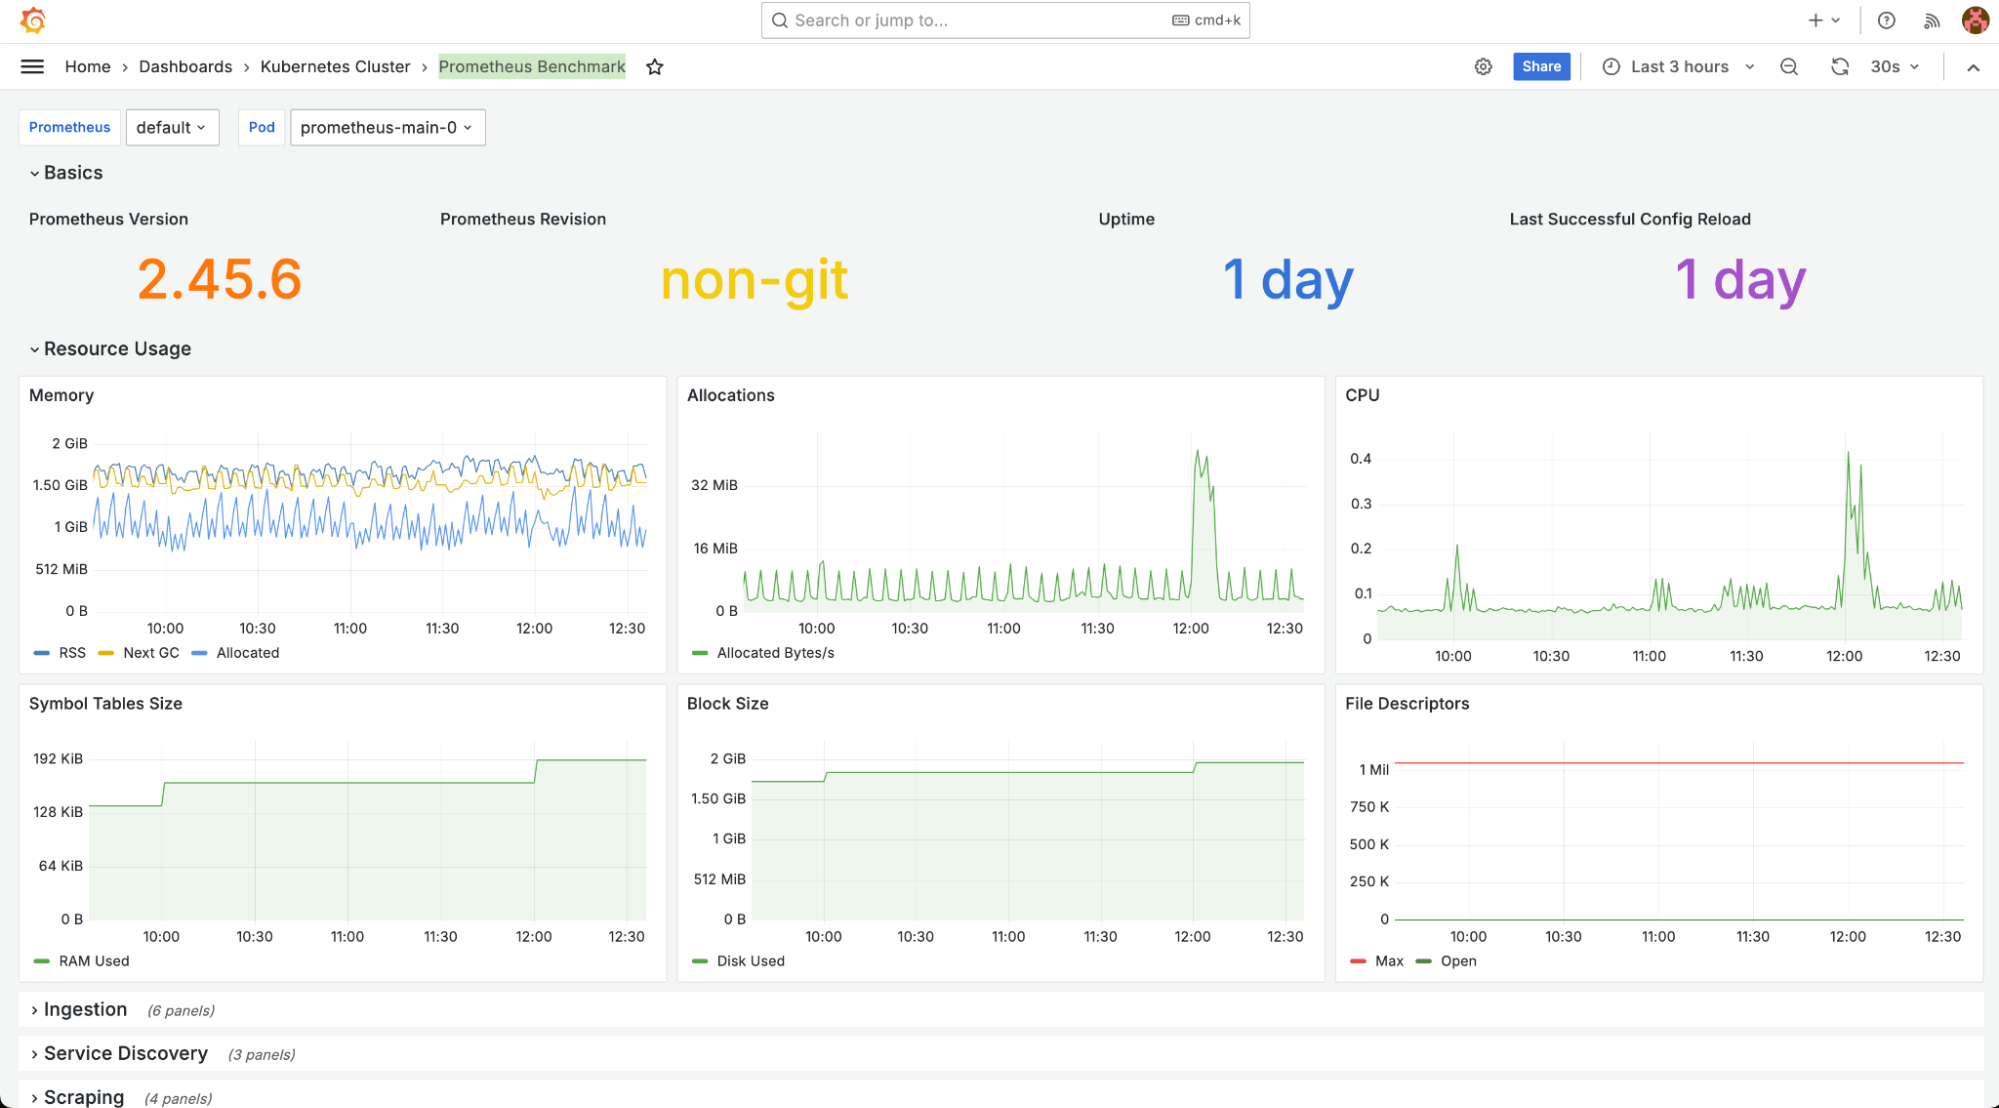 Search or jump to... cmd+k
Home › Dashboards › Kubernetes Cluster › Prometheus Benchmark Share Last 3 hours 30s
Prometheus default Pod prometheus-main-0
Basics
Prometheus Version
2.45.6
Prometheus Revision
non-git
Uptime
1 day
Last Successful Config Reload
1 day
Resource Usage
Memory
2 GiB
1.50 GiB
1 GiB
512 MiB
0 B
10:00 10:30 11:00 11:30 12:00 12:30
RSS Next GC Allocated
Allocations
32 MiB
16 MiB
0 B
10:00 10:30 11:00 11:30 12:00 12:30
Allocated Bytes/s
CPU
0.4
0.3
0.2
0.1
0
10:00 10:30 11:00 11:30 12:00 12:30
Symbol Tables Size
192 KiB
128 KiB
64 KiB
0 B
10:00 10:30 11:00 11:30 12:00 12:30
RAM Used
Block Size
2 GiB
1.50 GiB
1 GiB
512 MiB
0 B
10:00 10:30 11:00 11:30 12:00 12:30
Disk Used
File Descriptors
1 Mil
750 K
500 K
250 K
0
10:00 10:30 11:00 11:30 12:00 12:30
Max Open
Ingestion (6 panels)
Service Discovery (3 panels)
Scraping (4 panels)